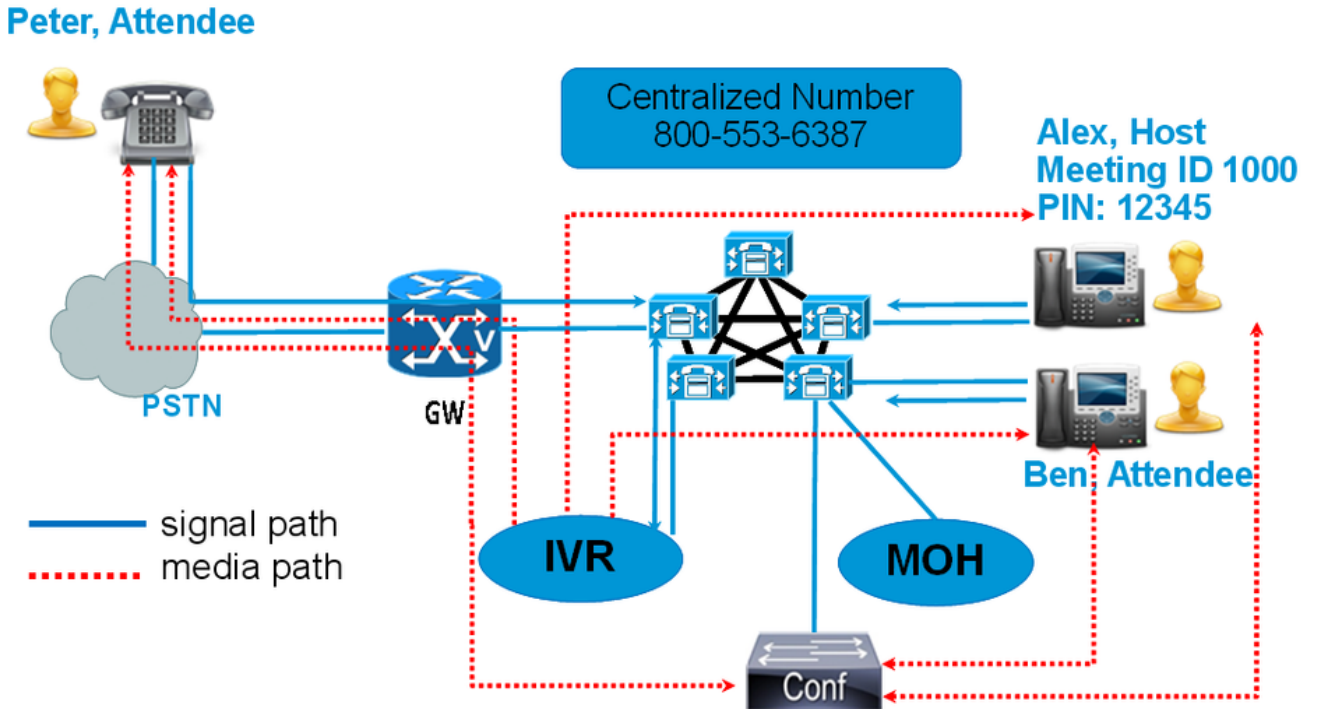 Peter, Attendee
Centralized Number
800-553-6387
Alex, Host
Meeting ID 1000
PIN: 12345
V
PSTN
GW
Ben, Attendee
signal path
media path
IVR
MOH
Conf